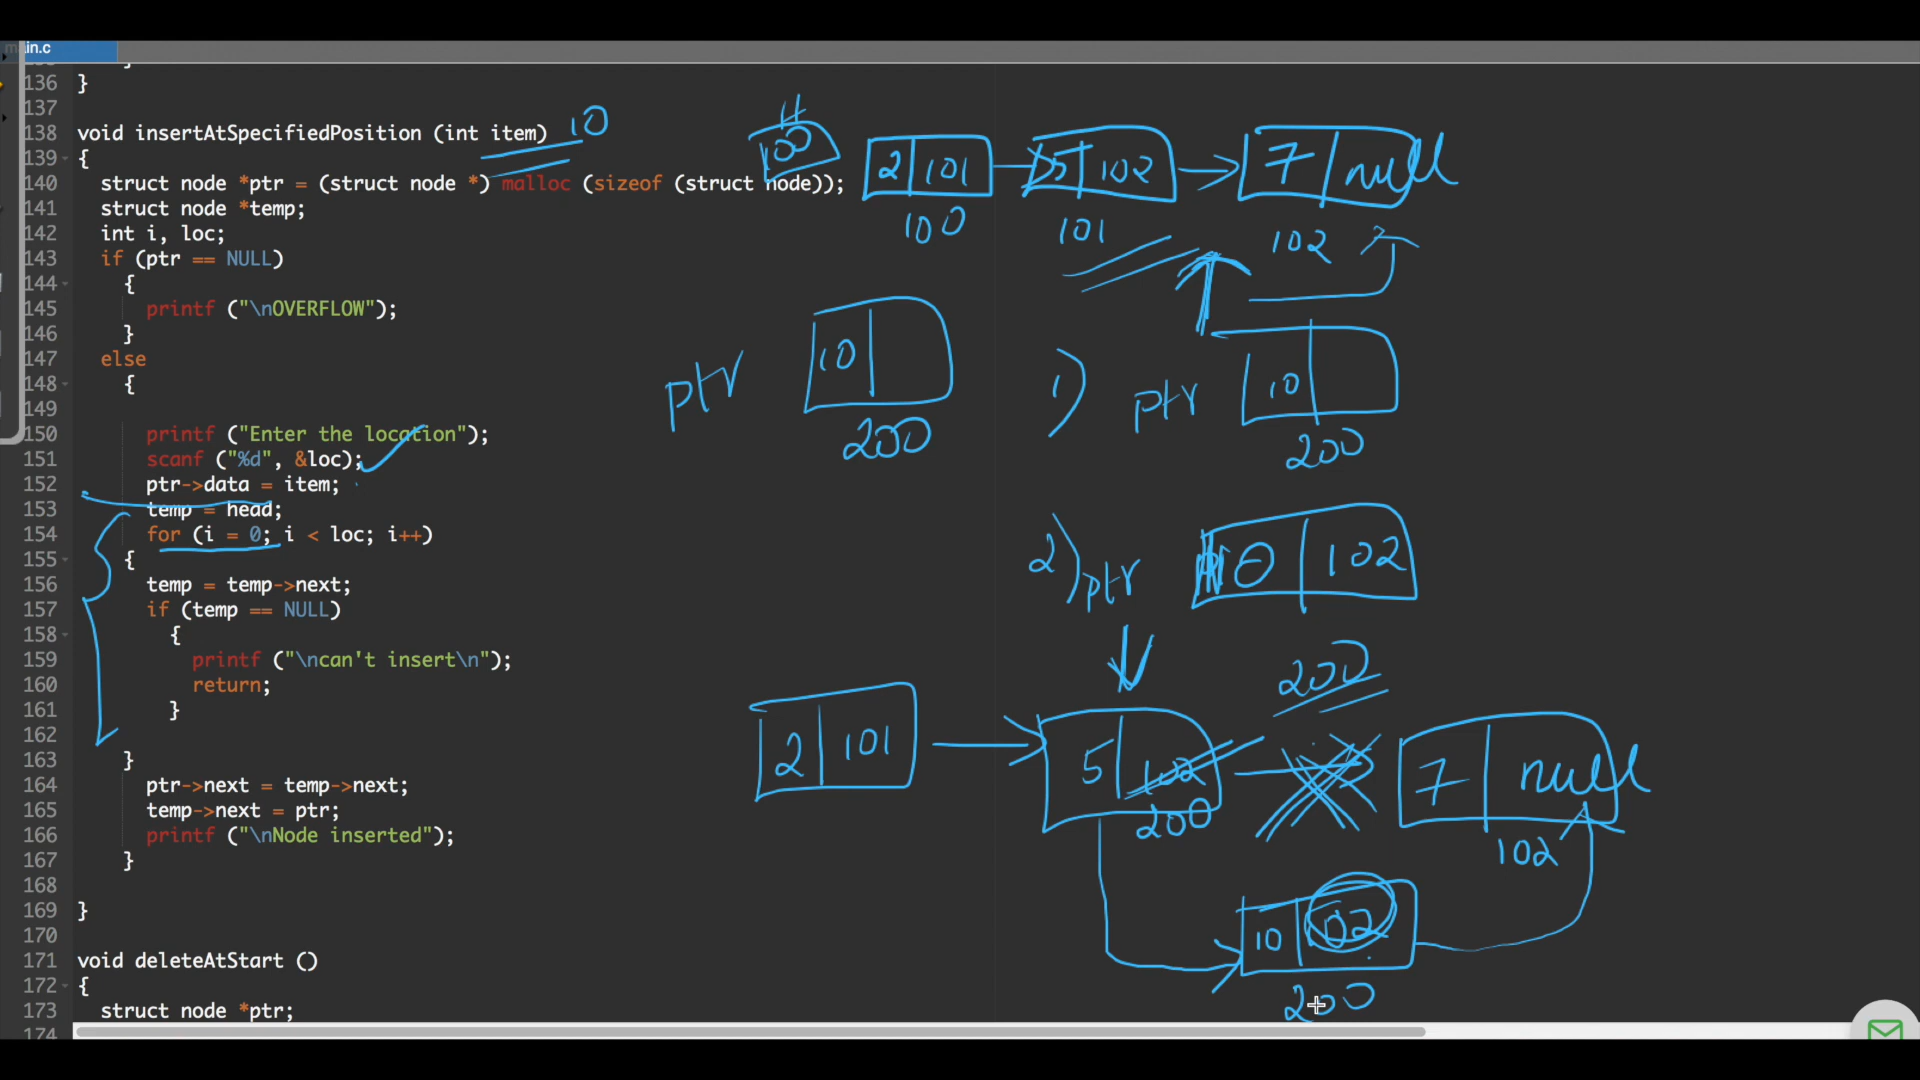 in.c
136 }
137
138 void insertAtSpecifiedPosition (int item)
139 {
140 struct node *ptr = (struct node *) malloc (sizeof (struct node));
141 struct node *temp;
142 int i, loc;
143 if (ptr == NULL)
144 {
145 printf ("\nOVERFLOW");
146 }
147 else
148 {
149
150 printf ("Enter the location");
151 scanf ("%d", &loc);
152 ptr->data = item;
153 temp = head;
154 for (i = 0; i < loc; i++)
155 {
156 temp = temp->next;
157 if (temp == NULL)
158 {
159 printf ("\ncan't insert\n");
160 return;
161 }
162
163 }
164 ptr->next = temp->next;
165 temp->next = ptr;
166 printf ("\nNode inserted");
167 }
168
169 }
170
171 void deleteAtStart ()
172 {
173 struct node *ptr;
174
10
H
100
2 101 5 102 7 null
100 101 102
ptr 10
200
1) ptr 10
200
2) ptr 10 102
200
2 101 5 102 7 null
200 102
10 102
200